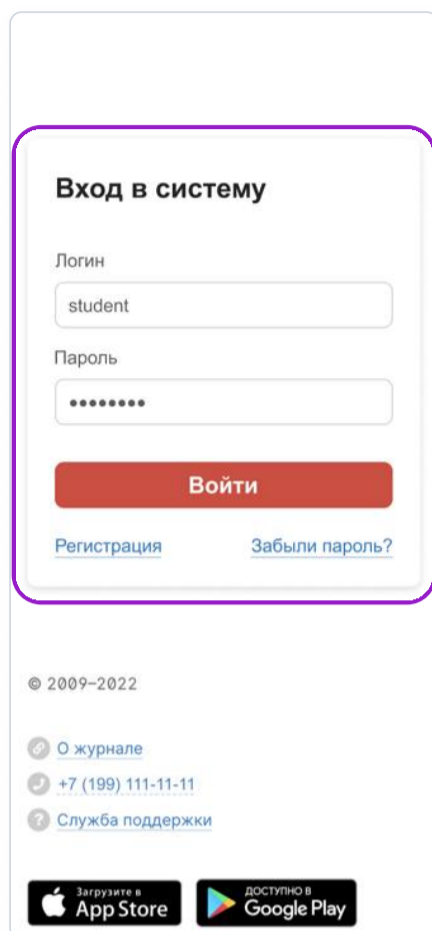 Вход в систему
Логин
student
Пароль
••••••••
Войти
Регистрация Забыли пароль?
© 2009–2022
О журнале
+7 (199) 111-11-11
? Служба поддержки
Загрузите в
App Store
ДОСТУПНО В
Google Play